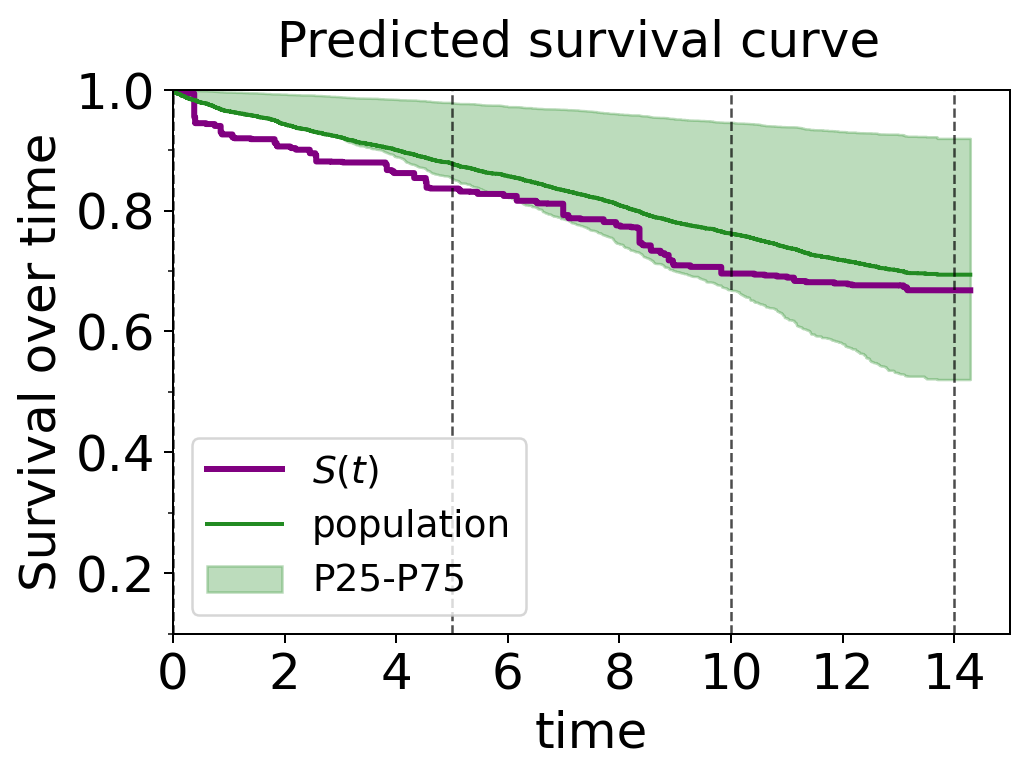 Predicted survival curve
Survival over time
1.0
0.8
0.6
0.4
0.2
S(t)
population
P25-P75
0 2 4 6 8 10 12 14
time